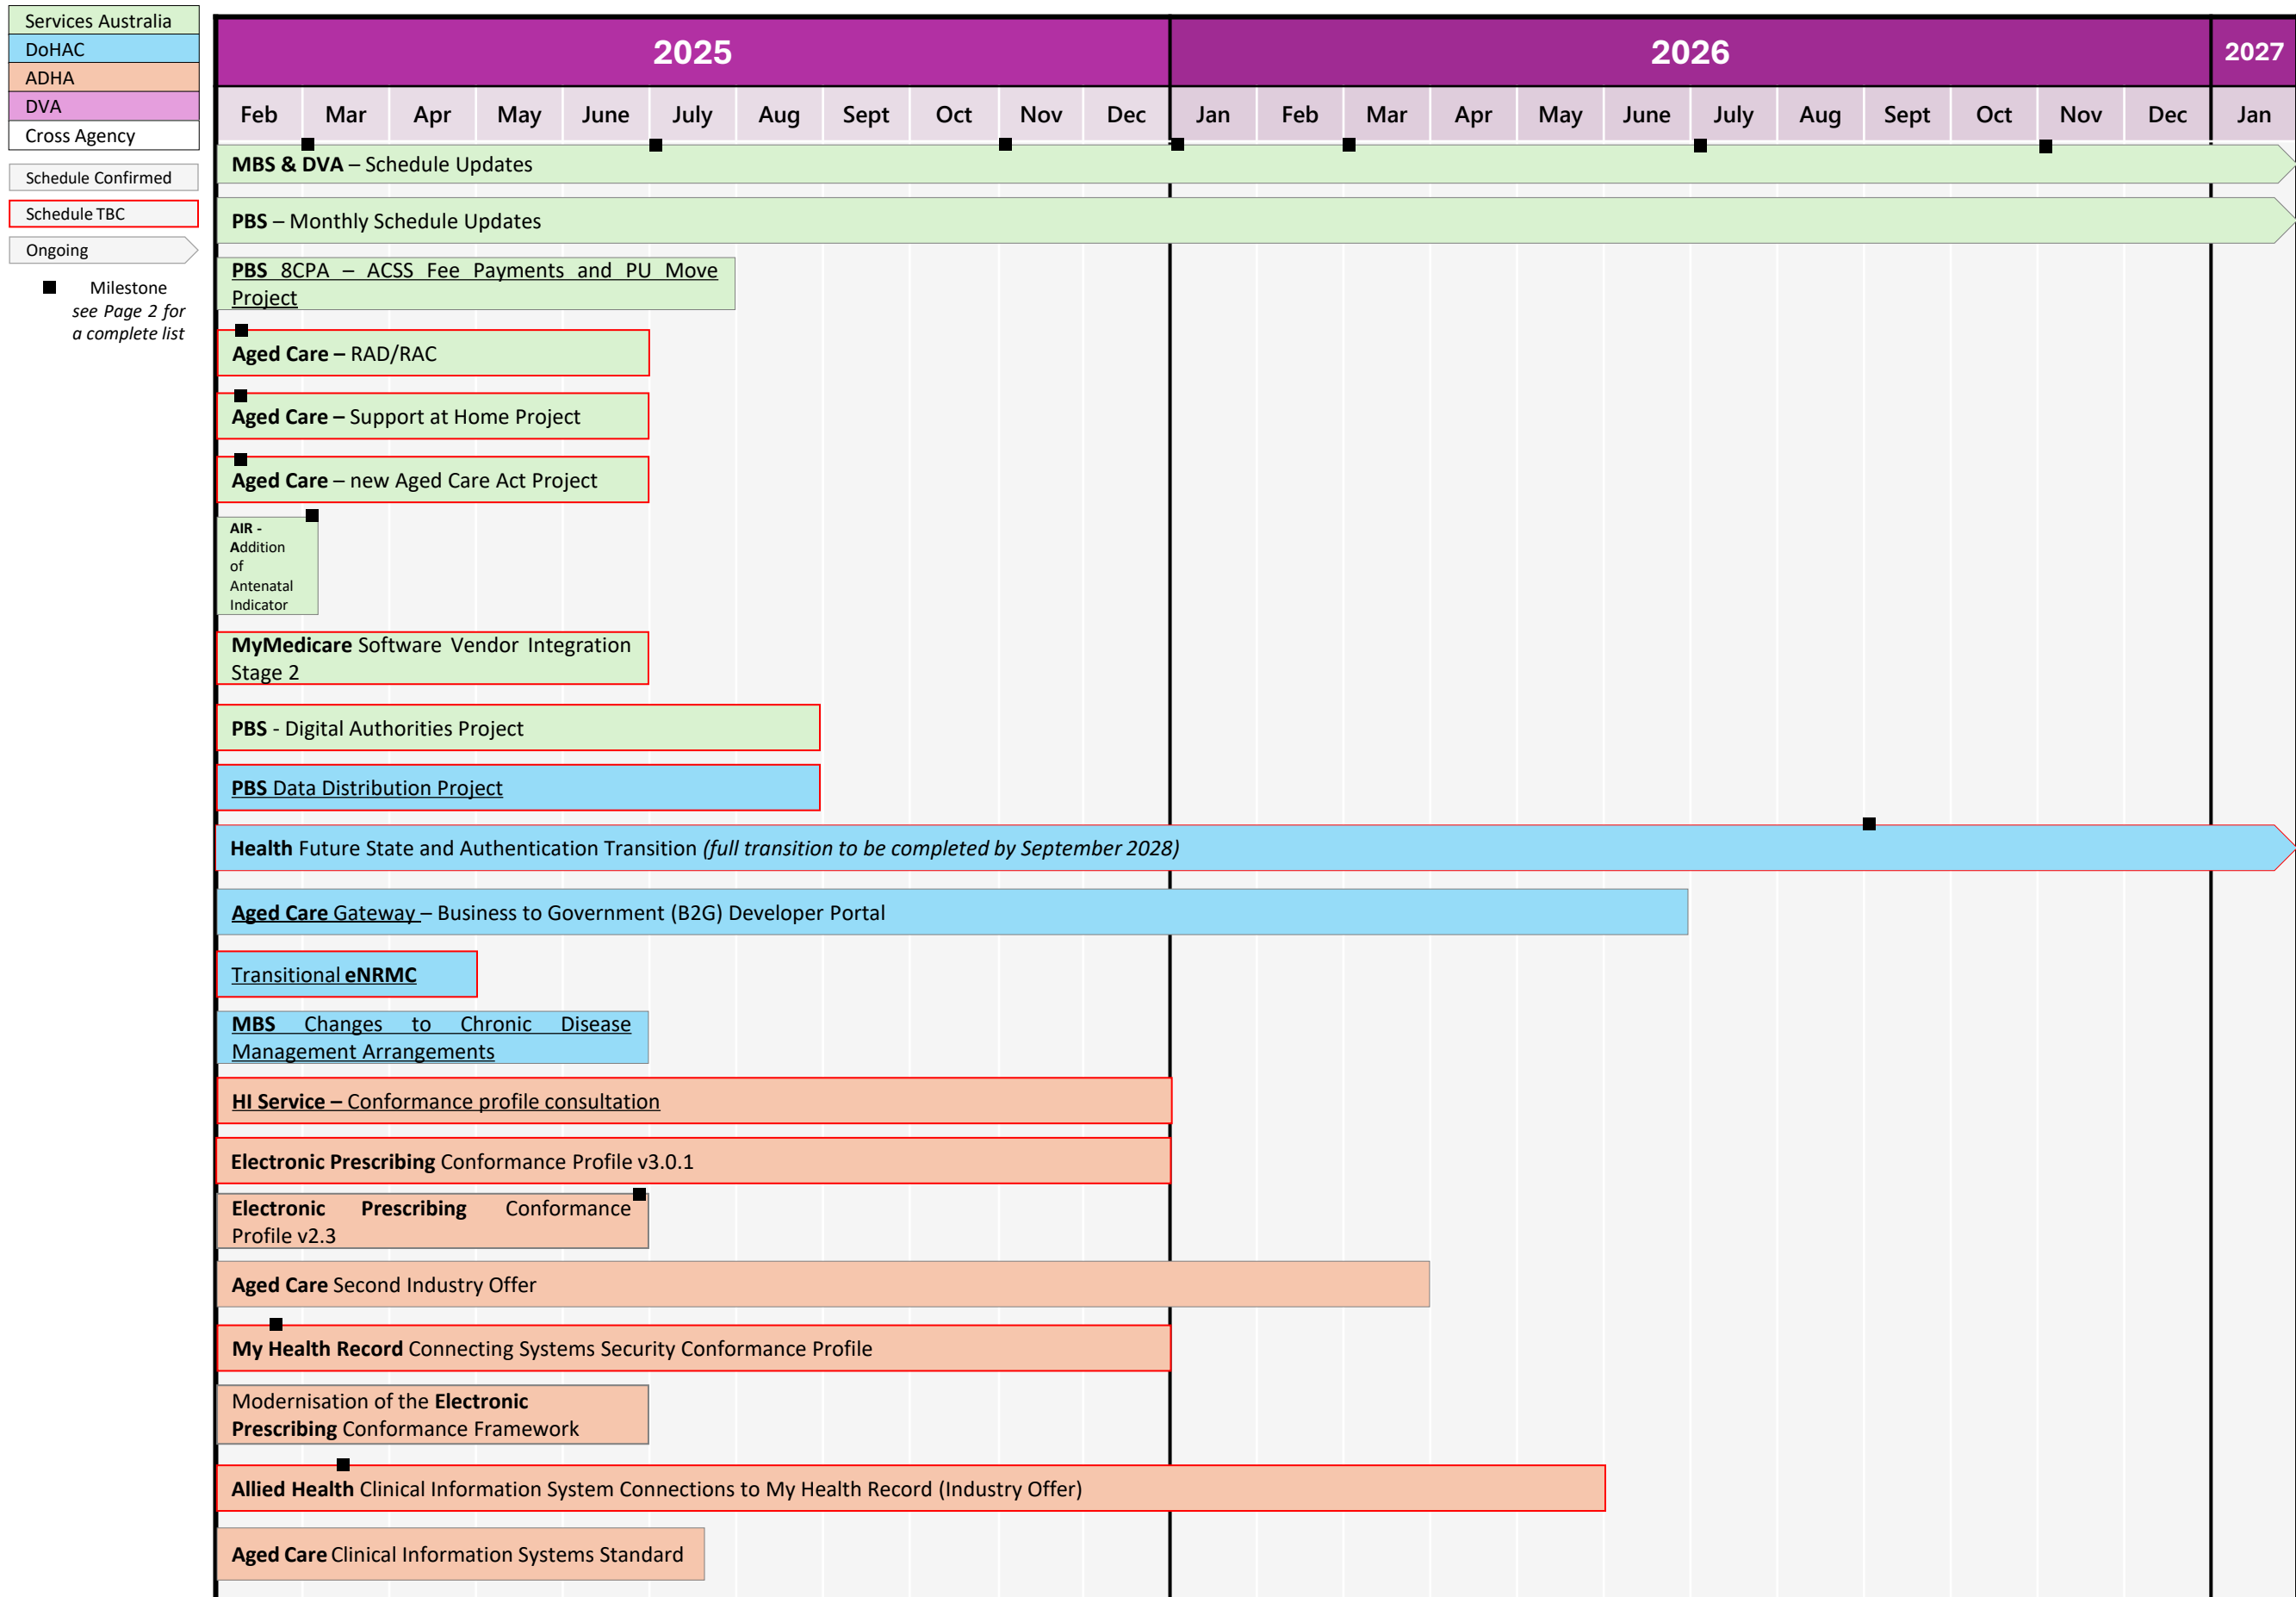 Services Australia
DoHAC
ADHA
DVA
Cross Agency
Schedule Confirmed
Schedule TBC
Ongoing
Milestone
see Page 2 for
a complete list
2025
2026
2027
Feb Mar Apr May June July Aug Sept Oct Nov Dec Jan Feb Mar Apr May June July Aug Sept Oct Nov Dec Jan
MBS & DVA – Schedule Updates
PBS – Monthly Schedule Updates
PBS 8CPA – ACSS Fee Payments and PU Move
Project
Aged Care – RAD/RAC
Aged Care – Support at Home Project
Aged Care – new Aged Care Act Project
AIR -
Addition
of
Antenatal
Indicator
MyMedicare Software Vendor Integration
Stage 2
PBS - Digital Authorities Project
PBS Data Distribution Project
Health Future State and Authentication Transition (full transition to be completed by September 2028)
Aged Care Gateway – Business to Government (B2G) Developer Portal
Transitional eNRMC
MBS Changes to Chronic Disease
Management Arrangements
HI Service – Conformance profile consultation
Electronic Prescribing Conformance Profile v3.0.1
Electronic Prescribing Conformance
Profile v2.3
Aged Care Second Industry Offer
My Health Record Connecting Systems Security Conformance Profile
Modernisation of the Electronic
Prescribing Conformance Framework
Allied Health Clinical Information System Connections to My Health Record (Industry Offer)
Aged Care Clinical Information Systems Standard